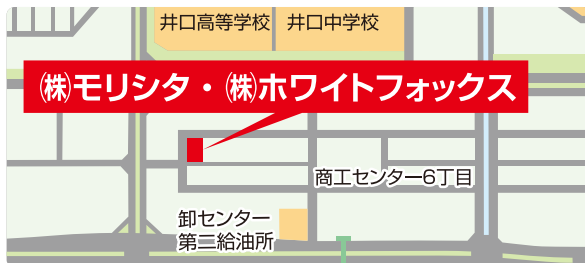 井口高等学校
井口中学校
㈱モリシタ・㈱ホワイトフォックス
商工センター6丁目
卸センター
第二給油所